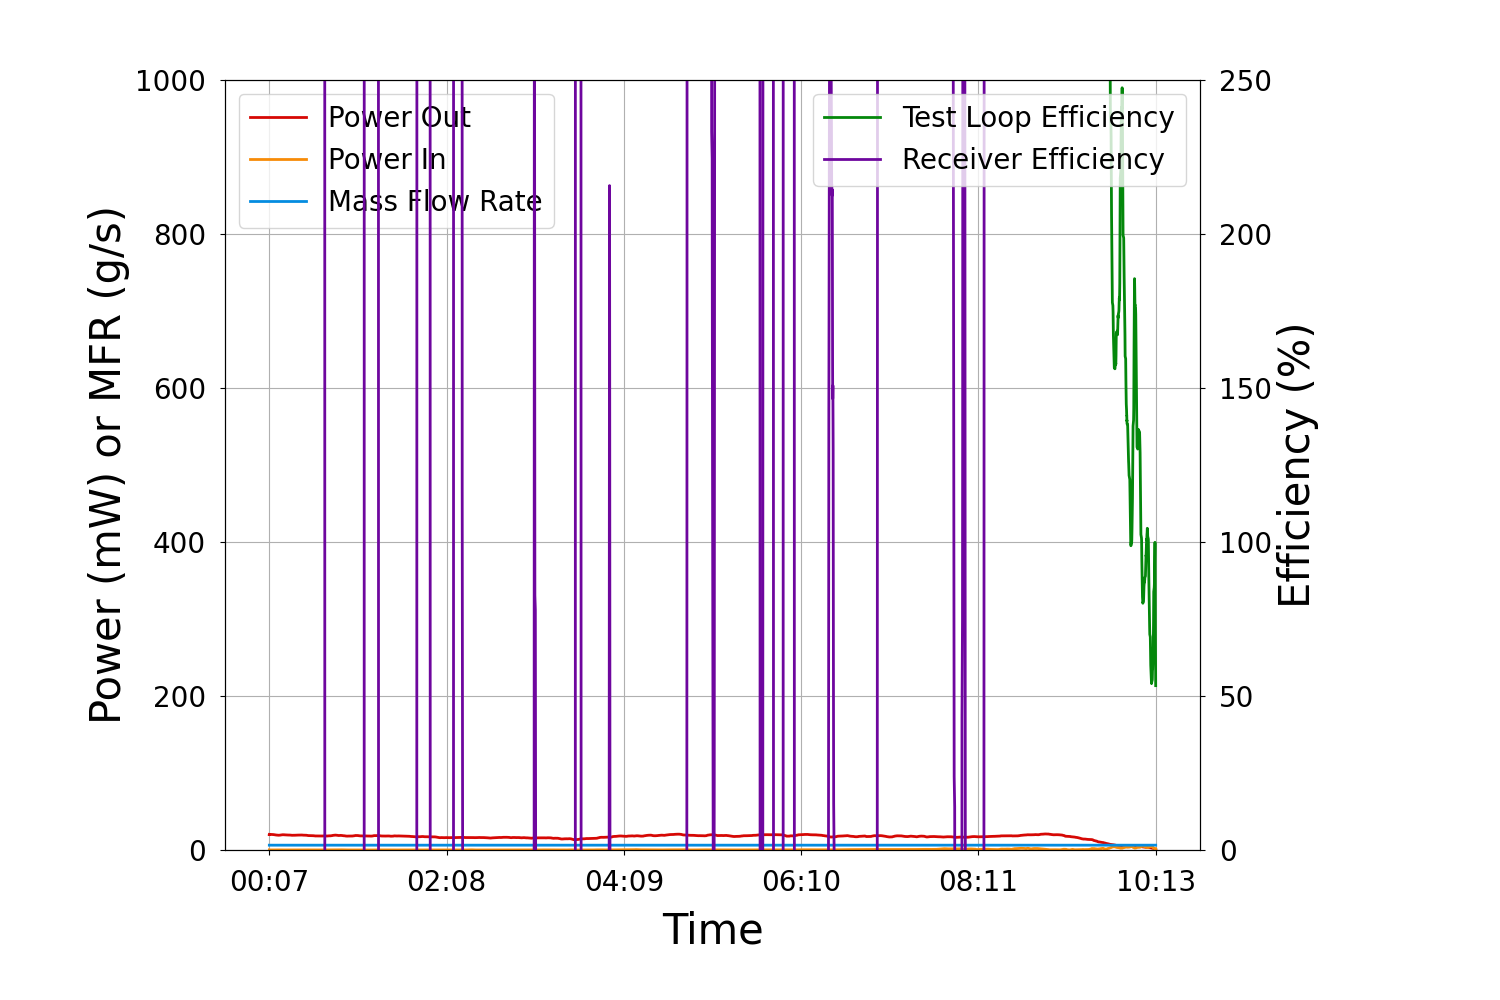 1000
800
600
400
200
0
Power (mW) or MFR (g/s)
Power Out
Power In
Mass Flow Rate
Test Loop Efficiency
Receiver Efficiency
250
200
150
100
50
0
Efficiency (%)
00:07 02:08 04:09 06:10 08:11 10:13
Time